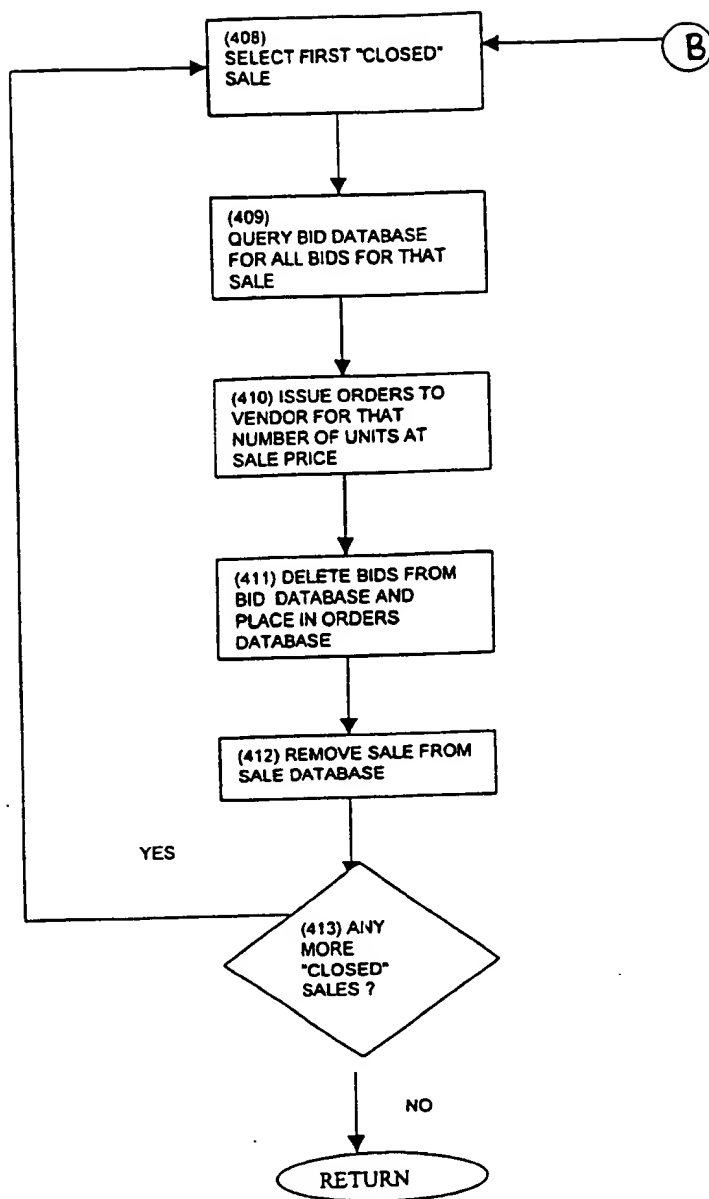 (408)
SELECT FIRST "CLOSED"
SALE
B
(409)
QUERY BID DATABASE
FOR ALL BIDS FOR THAT
SALE
(410) ISSUE ORDERS TO
VENDOR FOR THAT
NUMBER OF UNITS AT
SALE PRICE
(411) DELETE BIDS FROM
BID DATABASE AND
PLACE IN ORDERS
DATABASE
(412) REMOVE SALE FROM
SALE DATABASE
YES
(413) ANY
MORE
"CLOSED"
SALES ?
NO
RETURN